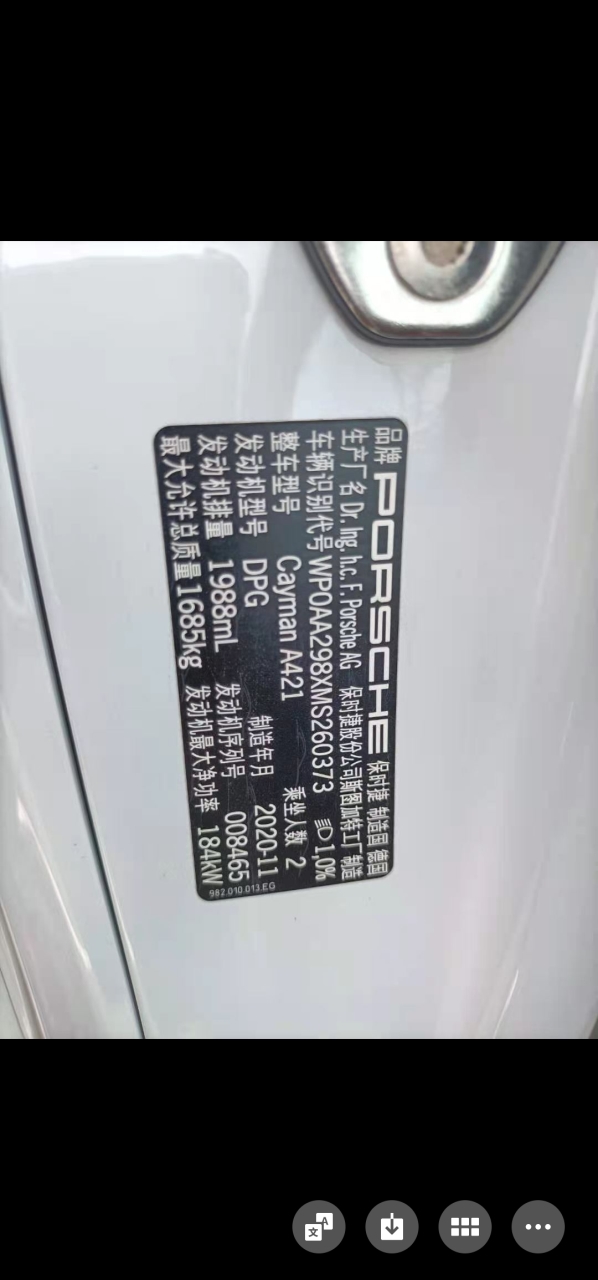 品牌 PORSCHE 保时捷 制造国 德国
生产厂名 Dr. Ing. h.c. F. Porsche AG 保时捷股份公司斯图加特工厂制造
车辆识别代号 WP0AA298XMS260373 1,0%
整车型号 Cayman A421 乘坐人数 2
发动机型号 DPG 制造年月 2020-11
发动机排量 1988mL 发动机序列号 008465
最大允许总质量 1685kg 发动机最大净功率 184kW
982.010.013.EG